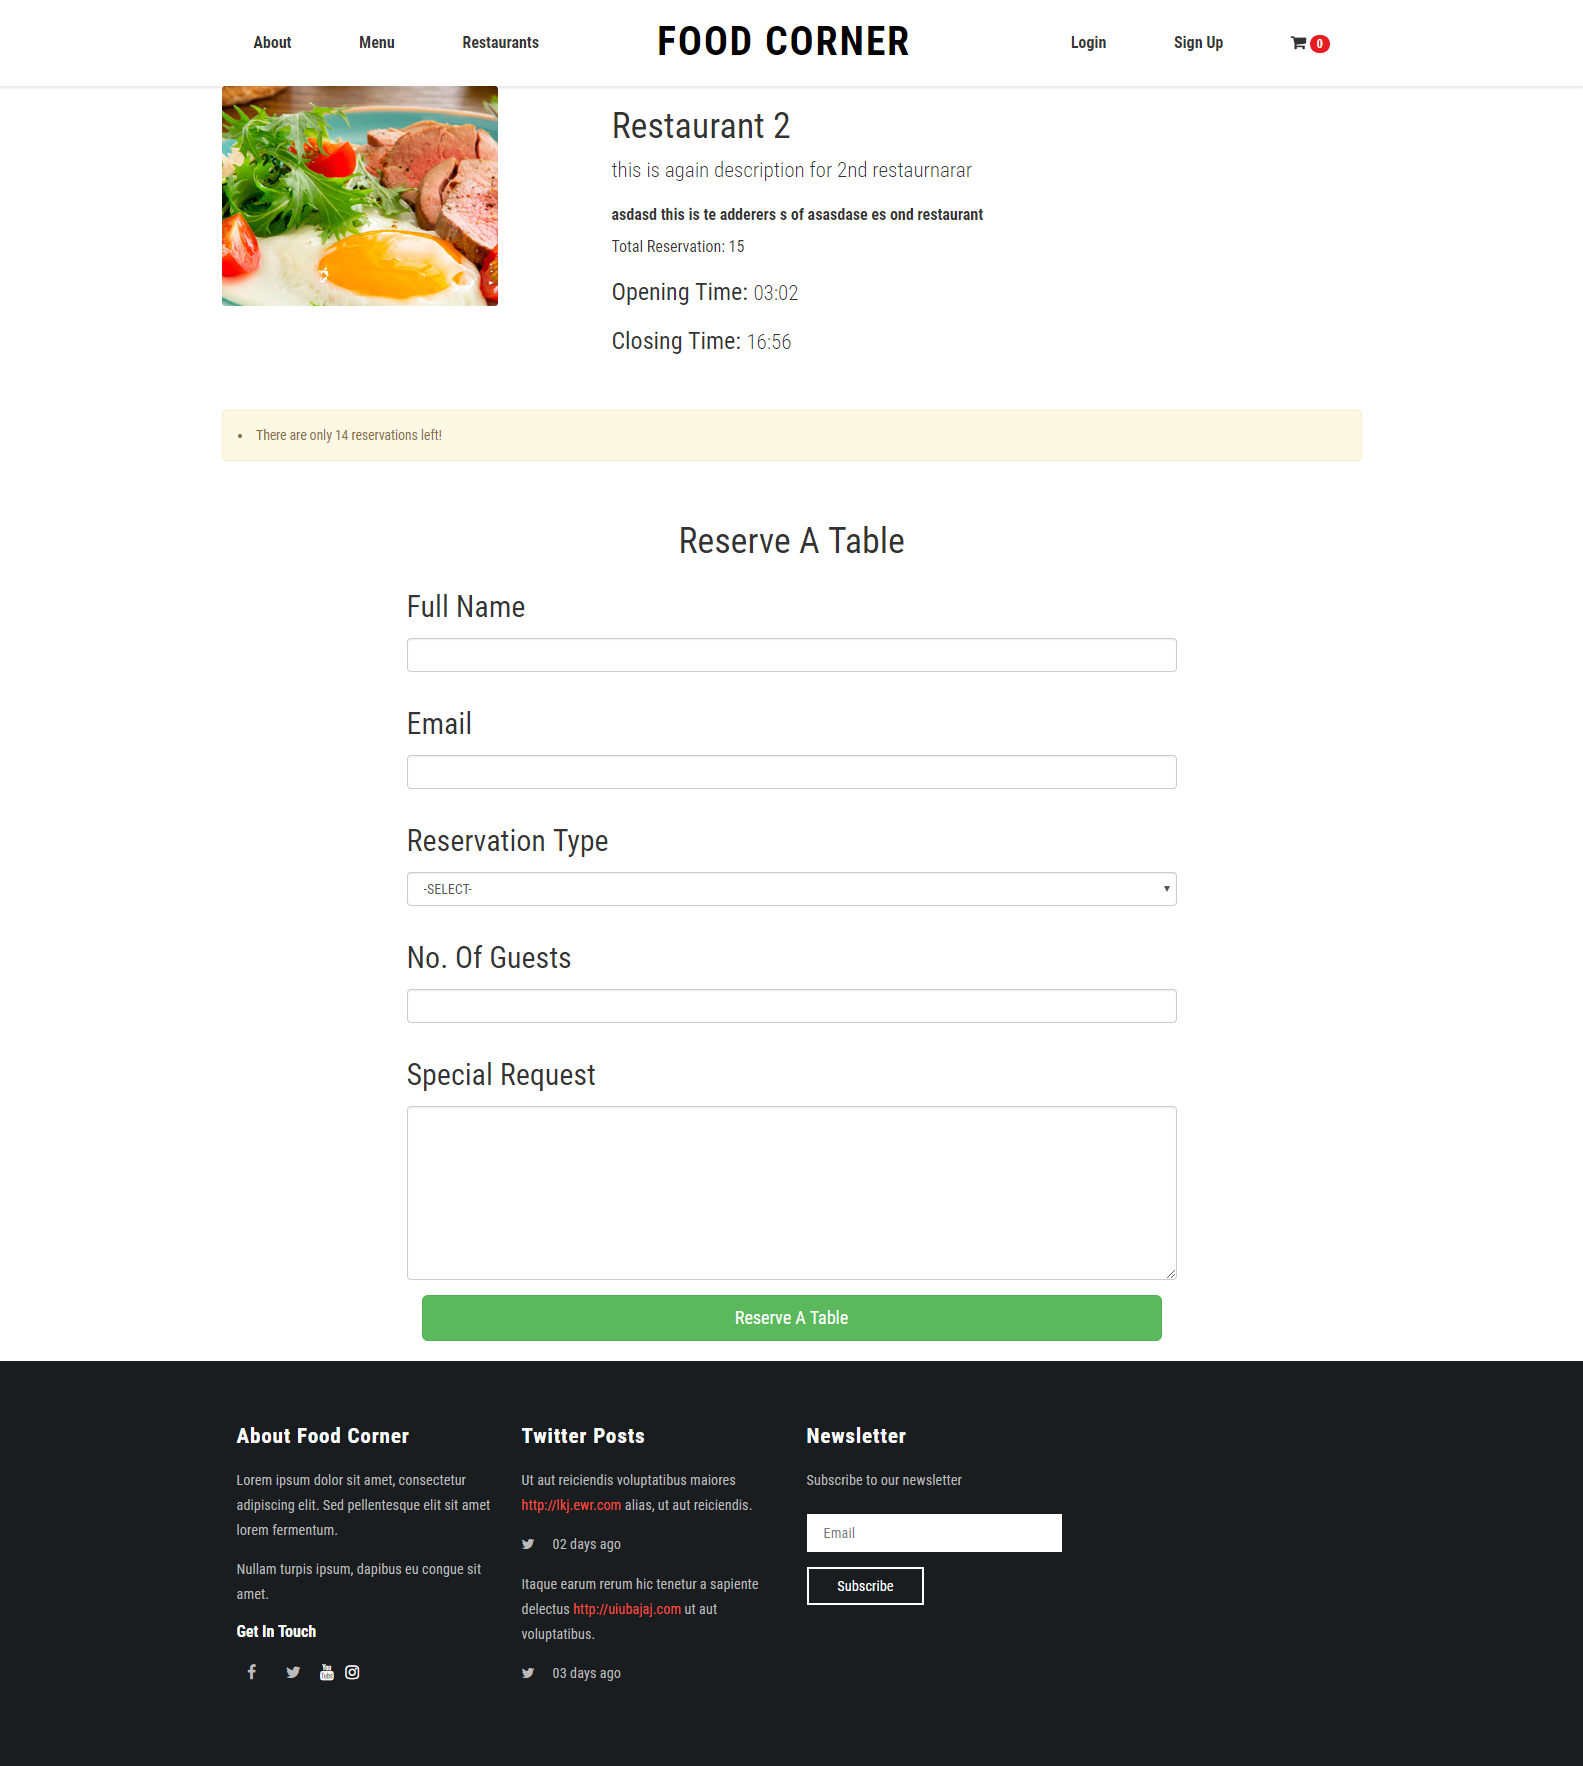 About
Menu
Restaurants
FOOD CORNER
Login
Sign Up
0
Restaurant 2
this is again description for 2nd restaurnarar
asdasd this is te adderers s of asasdase es ond restaurant
Total Reservation: 15
Opening Time: 03:02
Closing Time: 16:56
• There are only 14 reservations left!
Reserve A Table
Full Name
Email
Reservation Type
-SELECT-
No. Of Guests
Special Request
Reserve A Table
About Food Corner
Lorem ipsum dolor sit amet, consectetur
adipiscing elit. Sed pellentesque elit sit amet
lorem fermentum.
Nullam turpis ipsum, dapibus eu congue sit
amet.
Get In Touch
You
Tube
Twitter Posts
Ut aut reiciendis voluptatibus maiores
http://lkj.ewr.com alias, ut aut reiciendis.
02 days ago
Itaque earum rerum hic tenetur a sapiente
delectus http://uiubajaj.com ut aut
voluptatibus.
03 days ago
Newsletter
Subscribe to our newsletter
Email
Subscribe